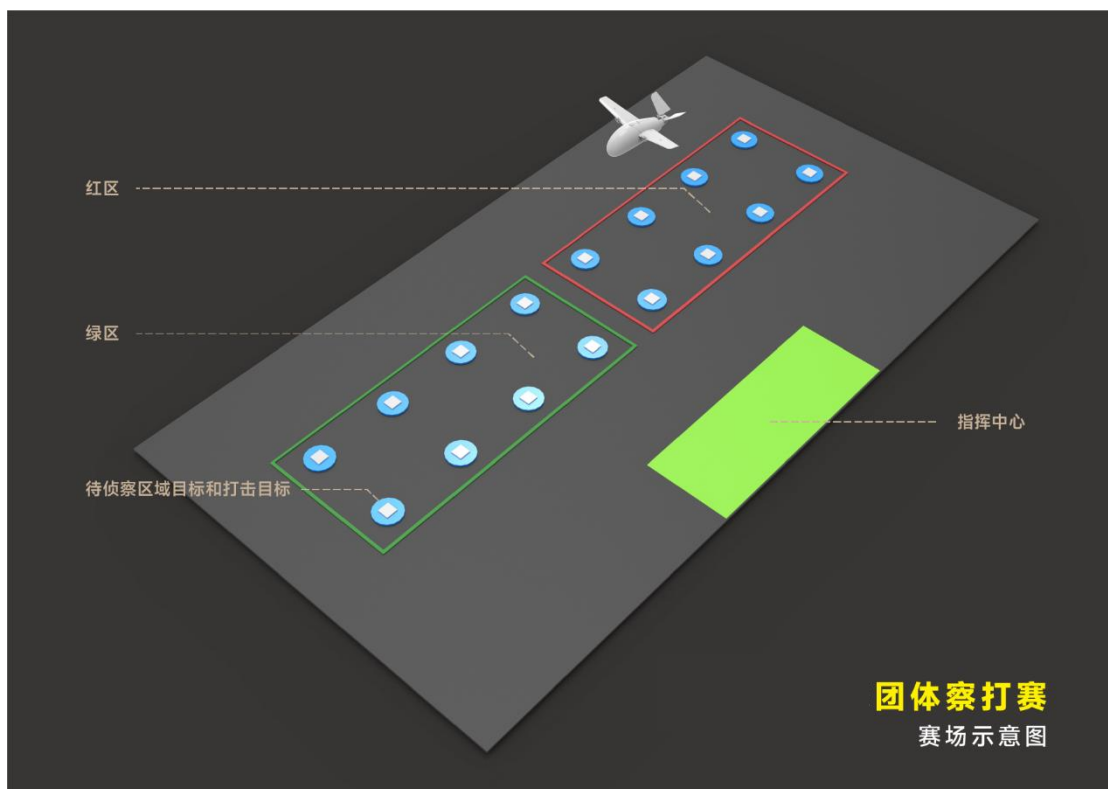 红区
绿区
指挥中心
待侦察区域目标和打击目标
团体察打赛
赛场示意图